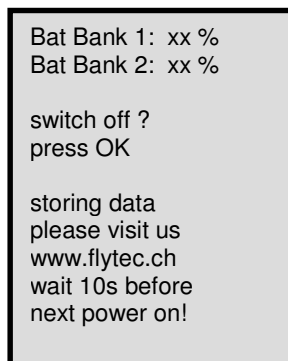 Bat Bank 1:  xx %
Bat Bank 2:  xx %
switch off ?
press OK
storing data
please visit us
www.flytec.ch
wait 10s before
next power on!